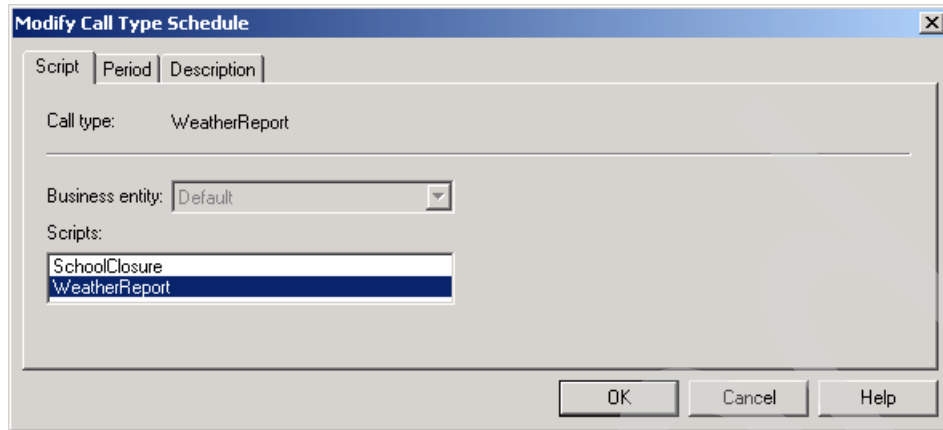 Modify Call Type Schedule
Script Period Description
Call type: WeatherReport
Business entity: Default
Scripts:
SchoolClosure
WeatherReport
OK Cancel Help